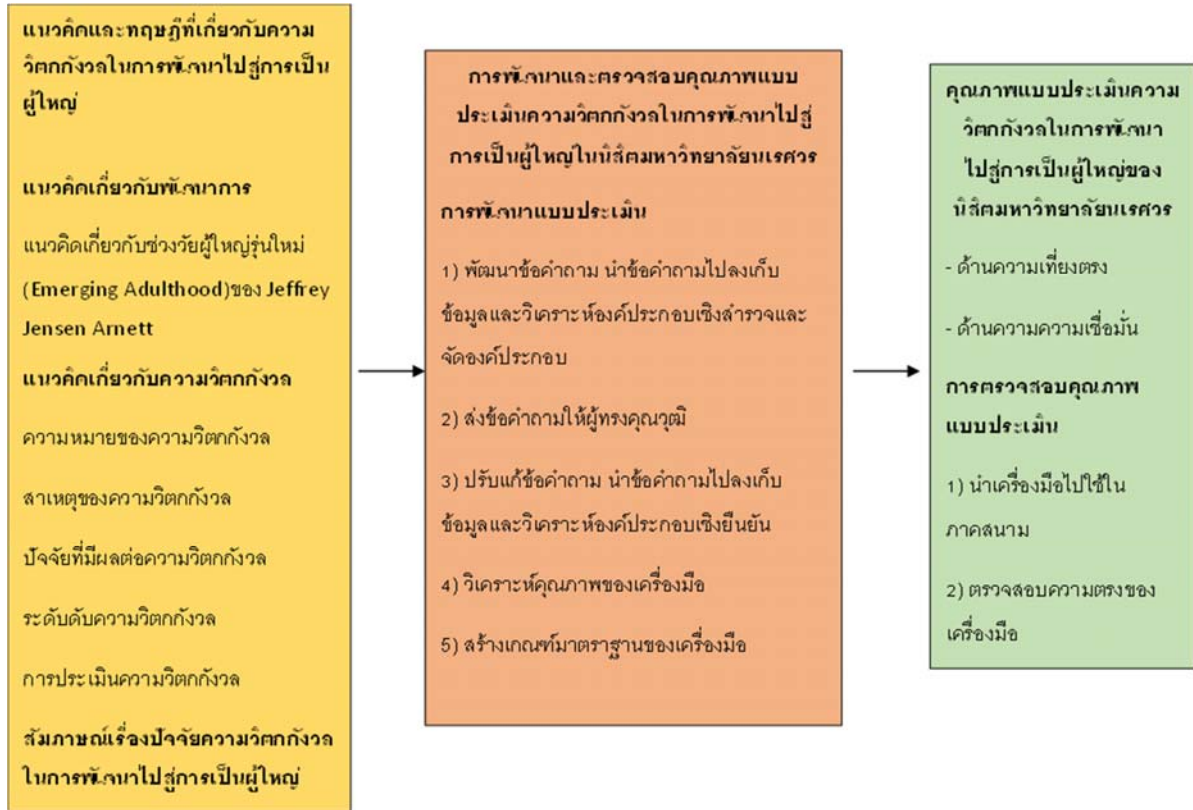 แนวคิดและทฤษฎีที่เกี่ยวกับความ
วิตกกังวลในการพัฒนาไปสู่การเป็น
ผู้ใหญ่
แนวคิดเกี่ยวกับพัฒนาการ
แนวคิดเกี่ยวกับช่วงวัยผู้ใหญ่รุ่นใหม่
(Emerging Adulthood)ของ Jeffrey
Jensen Arnett
แนวคิดเกี่ยวกับความวิตกกังวล
ความหมายของความวิตกกังวล
สาเหตุของความวิตกกังวล
ปัจจัยที่มีผลต่อความวิตกกังวล
ระดับดับความวิตกกังวล
การประเมินความวิตกกังวล
สัมภาษณ์เรื่องปัจจัยความวิตกกังวล
ในการพัฒนาไปสู่การเป็นผู้ใหญ่
การพัฒนาและตรวจสอบคุณภาพแบบ
ประเมินความวิตกกังวลในการพัฒนาไปสู่
การเป็นผู้ใหญ่ในนิสิตมหาวิทยาลัยนเรศวร
การพัฒนาแบบประเมิน
1) พัฒนาข้อคำถาม นำข้อคำถามไปลงเก็บ
ข้อมูลและวิเคราะห์องค์ประกอบเชิงสำรวจและ
จัดองค์ประกอบ
2) ส่งข้อคำถามให้ผู้ทรงคุณวุฒิ
3) ปรับแก้ข้อคำถาม นำข้อคำถามไปลงเก็บ
ข้อมูลและวิเคราะห์องค์ประกอบเชิงยืนยัน
4) วิเคราะห์คุณภาพของเครื่องมือ
5) สร้างเกณฑ์มาตราฐานของเครื่องมือ
คุณภาพแบบประเมินความ
วิตกกังวลในการพัฒนา
ไปสู่การเป็นผู้ใหญ่ของ
นิสิตมหาวิทยาลัยนเรศวร
- ด้านความเที่ยงตรง
- ด้านความความเชื่อมั่น
การตรวจสอบคุณภาพ
แบบประเมิน
1) นำเครื่องมือไปใช้ใน
ภาคสนาม
2) ตรวจสอบความตรงของ
เครื่องมือ